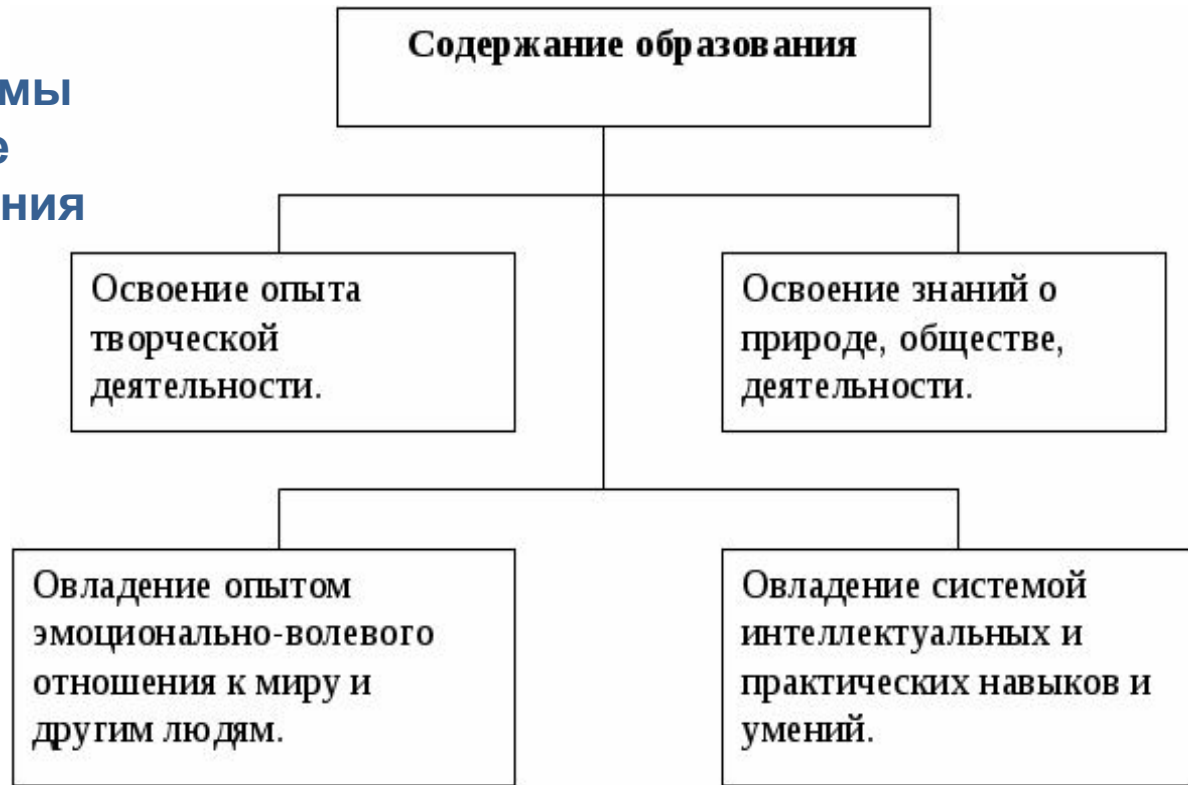 Содержание образования
мы
е
ния
Освоение опыта
творческой
деятельности.
Освоение знаний о
природе, обществе,
деятельности.
Овладение опытом
эмоционально-волевого
отношения к миру и
другим людям.
Овладение системой
интеллектуальных и
практических навыков и
умений.